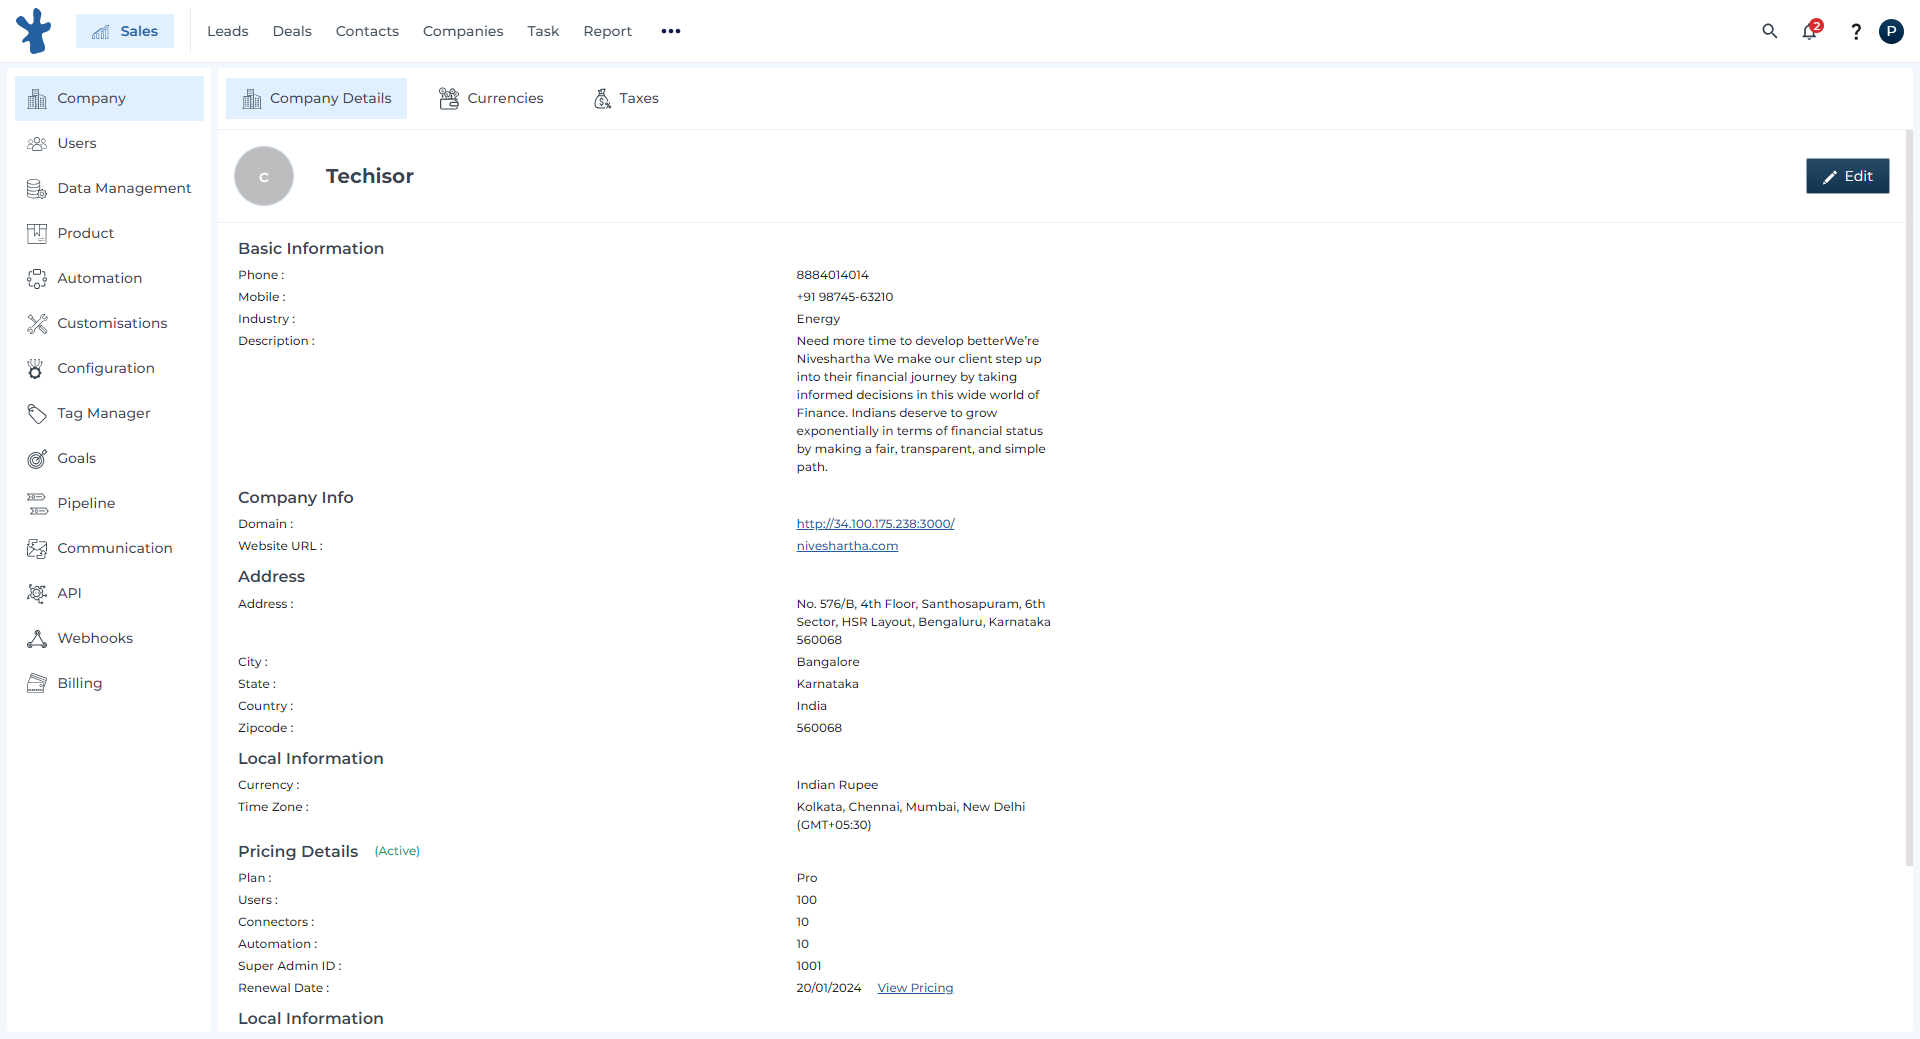 Sales
Leads
Deals
Contacts
Companies
Task
Report
2
?
P
Company
Users
Data Management
Product
Automation
Customisations
Configuration
Tag Manager
Goals
Pipeline
Communication
API
Webhooks
Billing
Company Details
Currencies
Taxes
C
Techisor
Edit
Basic Information
Phone : 8884014014
Mobile : +91 98745-63210
Industry : Energy
Description : Need more time to develop betterWe're
Niveshartha We make our client step up
into their financial journey by taking
informed decisions in this wide world of
Finance. Indians deserve to grow
exponentially in terms of financial status
by making a fair, transparent, and simple
path.
Company Info
Domain : http://34.100.175.238:3000/
Website URL : niveshartha.com
Address
Address : No. 576/B, 4th Floor, Santhosapuram, 6th
Sector, HSR Layout, Bengaluru, Karnataka
560068
City : Bangalore
State : Karnataka
Country : India
Zipcode : 560068
Local Information
Currency : Indian Rupee
Time Zone : Kolkata, Chennai, Mumbai, New Delhi
(GMT+05:30)
Pricing Details (Active)
Plan : Pro
Users : 100
Connectors : 10
Automation : 10
Super Admin ID : 1001
Renewal Date : 20/01/2024 View Pricing
Local Information